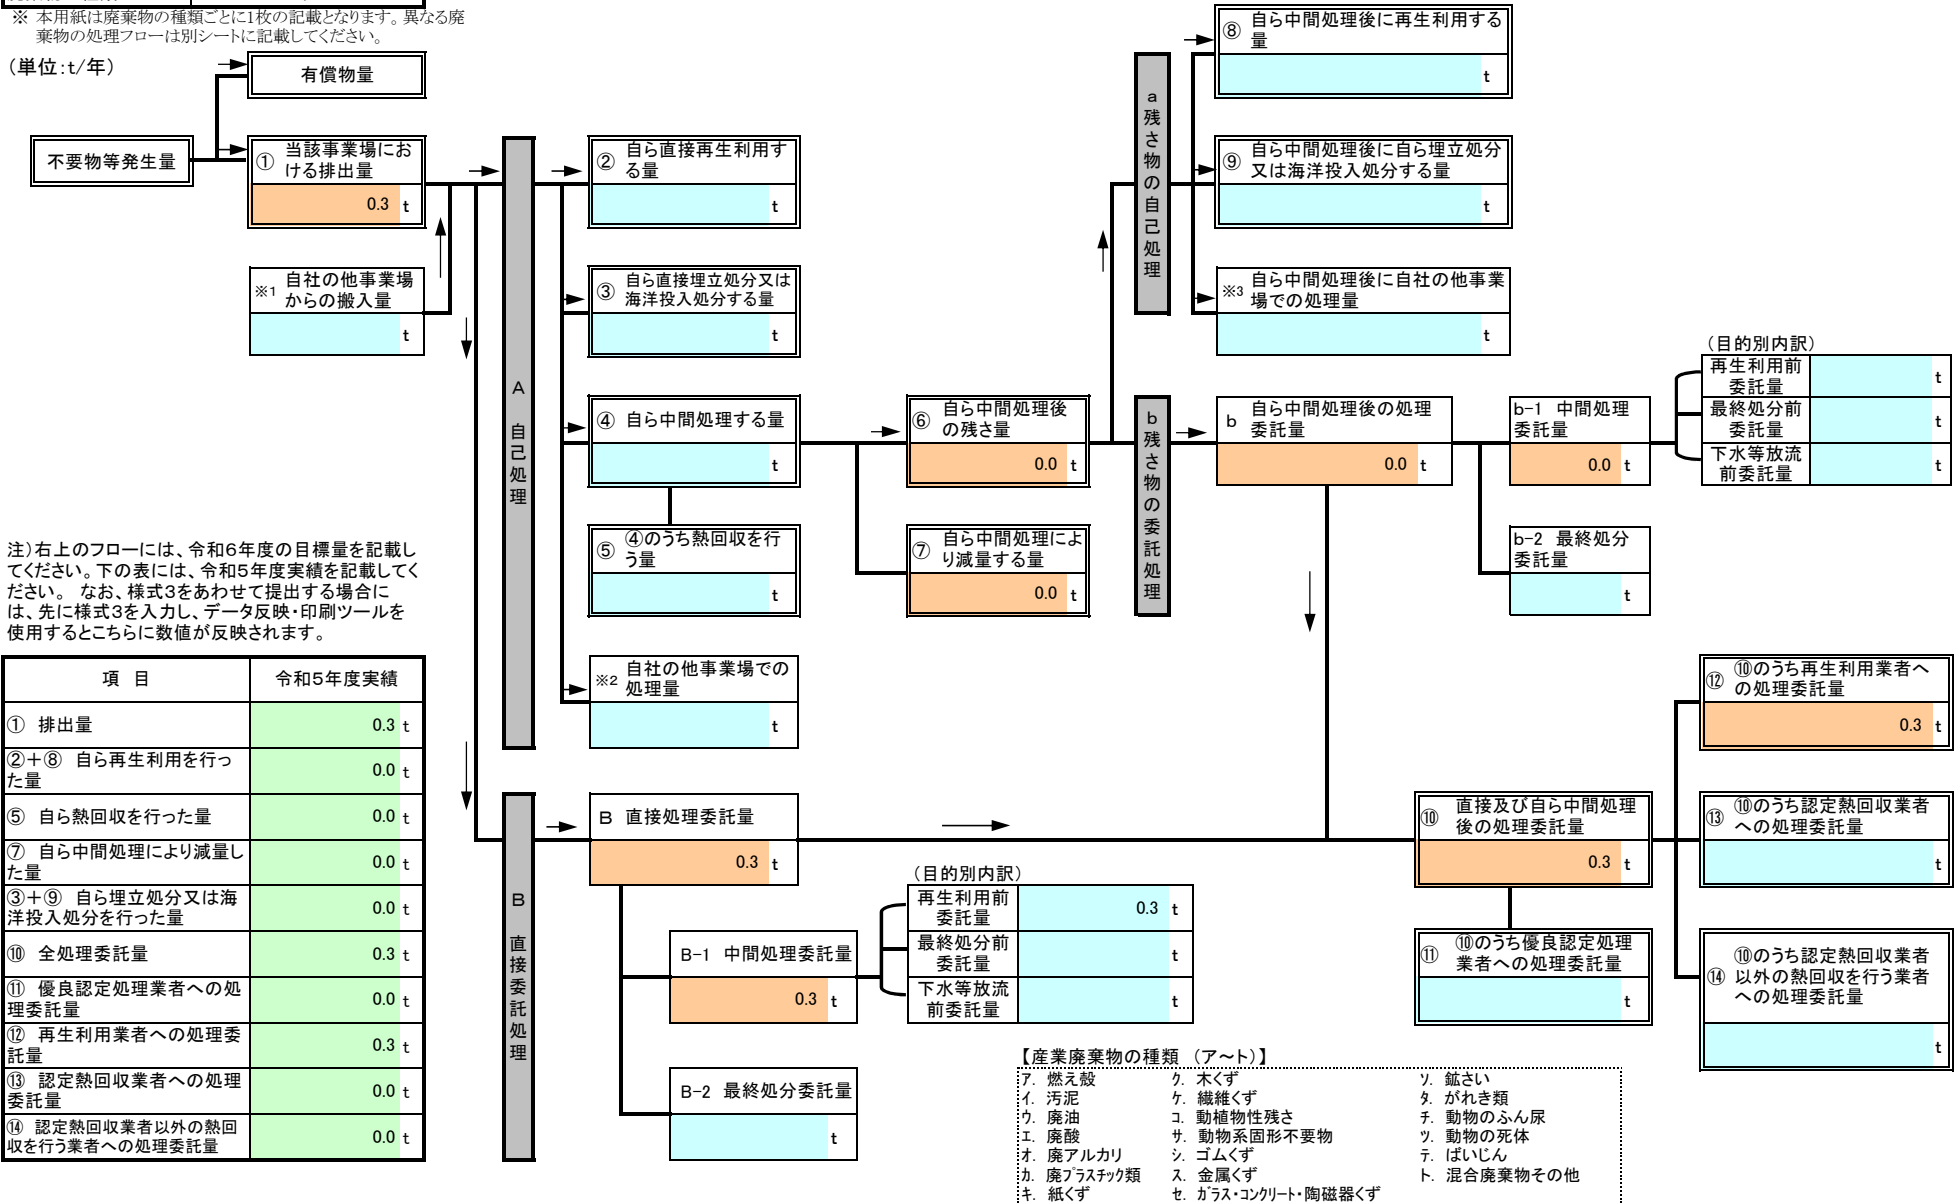 ※ 本用紙は廃棄物の種類ごとに1枚の記載となります。異なる廃
棄物の処理フローは別シートに記載してください。
(単位:t/年)
有償物量
不要物等発生量
① 当該事業場にお
ける排出量
0.3 t
※1 自社の他事業場
からの搬入量
t
A 自己処理
② 自ら直接再生利用す
る量
t
③ 自ら直接埋立処分又は
海洋投入処分する量
t
④ 自ら中間処理する量
t
⑤ ④のうち熱回収を行
う量
t
※2 自社の他事業場での
処理量
t
⑥ 自ら中間処理後
の残さ量
0.0 t
⑦ 自ら中間処理によ
り減量する量
0.0 t
a残さ物の自己処理
⑧ 自ら中間処理後に再生利用する
量
t
⑨ 自ら中間処理後に自ら埋立処分
又は海洋投入処分する量
t
※3 自ら中間処理後に自社の他事業
場での処理量
t
b残さ物の委託処理
b 自ら中間処理後の処理
委託量
0.0 t
b-1 中間処理
委託量
0.0 t
(目的別内訳)
再生利用前
委託量
t
最終処分前
委託量
t
下水等放流
前委託量
t
b-2 最終処分
委託量
t
注)右上のフローには、令和6年度の目標量を記載し
てください。下の表には、令和5年度実績を記載してく
ださい。 なお、様式3をあわせて提出する場合に
は、先に様式3を入力し、データ反映・印刷ツールを
使用するとこちらに数値が反映されます。
項 目 令和5年度実績
① 排出量 0.3 t
②+⑧ 自ら再生利用を行っ
た量 0.0 t
⑤ 自ら熱回収を行った量 0.0 t
⑦ 自ら中間処理により減量し
た量 0.0 t
③+⑨ 自ら埋立処分又は海
洋投入処分を行った量 0.0 t
⑩ 全処理委託量 0.3 t
⑪ 優良認定処理業者への処
理委託量 0.0 t
⑫ 再生利用業者への処理委
託量 0.3 t
⑬ 認定熱回収業者への処理
委託量 0.0 t
⑭ 認定熱回収業者以外の熱回
収を行う業者への処理委託量 0.0 t
B 直接委託処理
B 直接処理委託量
0.3 t
B-1 中間処理委託量
0.3 t
(目的別内訳)
再生利用前
委託量
0.3 t
最終処分前
委託量
t
下水等放流
前委託量
t
B-2 最終処分委託量
t
⑩ 直接及び自ら中間処理
後の処理委託量
0.3 t
⑪ ⑩のうち優良認定処理
業者への処理委託量
t
⑫ ⑩のうち再生利用業者へ
の処理委託量
0.3 t
⑬ ⑩のうち認定熱回収業者
への処理委託量
t
⑭ ⑩のうち認定熱回収業者
以外の熱回収を行う業者
への処理委託量
t
【産業廃棄物の種類 (ア~ト)】
ア. 燃え殻 ク. 木くず ソ. 鉱さい
イ. 汚泥 ケ. 繊維くず タ. がれき類
ウ. 廃油 コ. 動植物性残さ チ. 動物のふん尿
エ. 廃酸 サ. 動物系固形不要物 ツ. 動物の死体
オ. 廃アルカリ シ. ゴムくず テ. ばいじん
カ. 廃プラスチック類 ス. 金属くず ト. 混合廃棄物その他
キ. 紙くず セ. ガラス・コンクリート・陶磁器くず